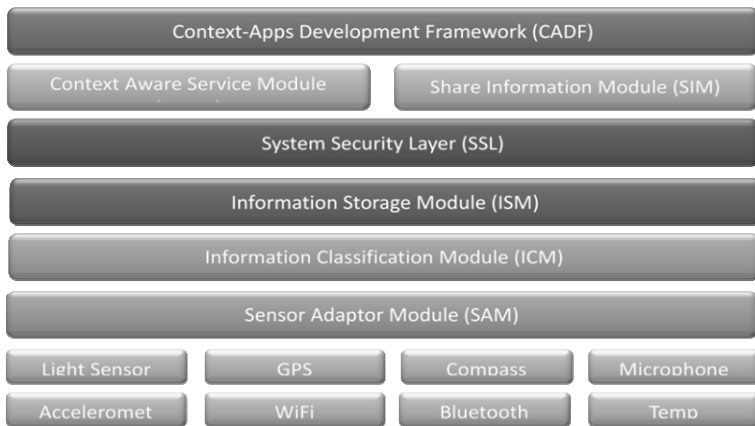 Context-Apps Development Framework (CADF)
Context Aware Service Module
Share Information Module (SIM)
System Security Layer (SSL)
Information Storage Module (ISM)
Information Classification Module (ICM)
Sensor Adaptor Module (SAM)
Light Sensor
GPS
Compass
Microphone
Acceleromet
WiFi
Bluetooth
Temp